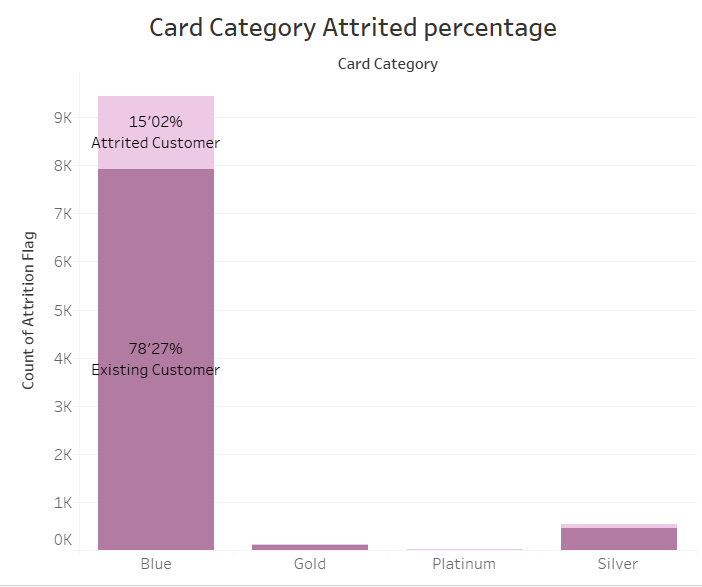 Card Category Attrited percentage
Card Category
Count of Attrition Flag
9K
8K
7K
6K
5K
4K
3K
2K
1K
0K
15’02%
Attrited Customer
78’27%
Existing Customer
Blue
Gold
Platinum
Silver